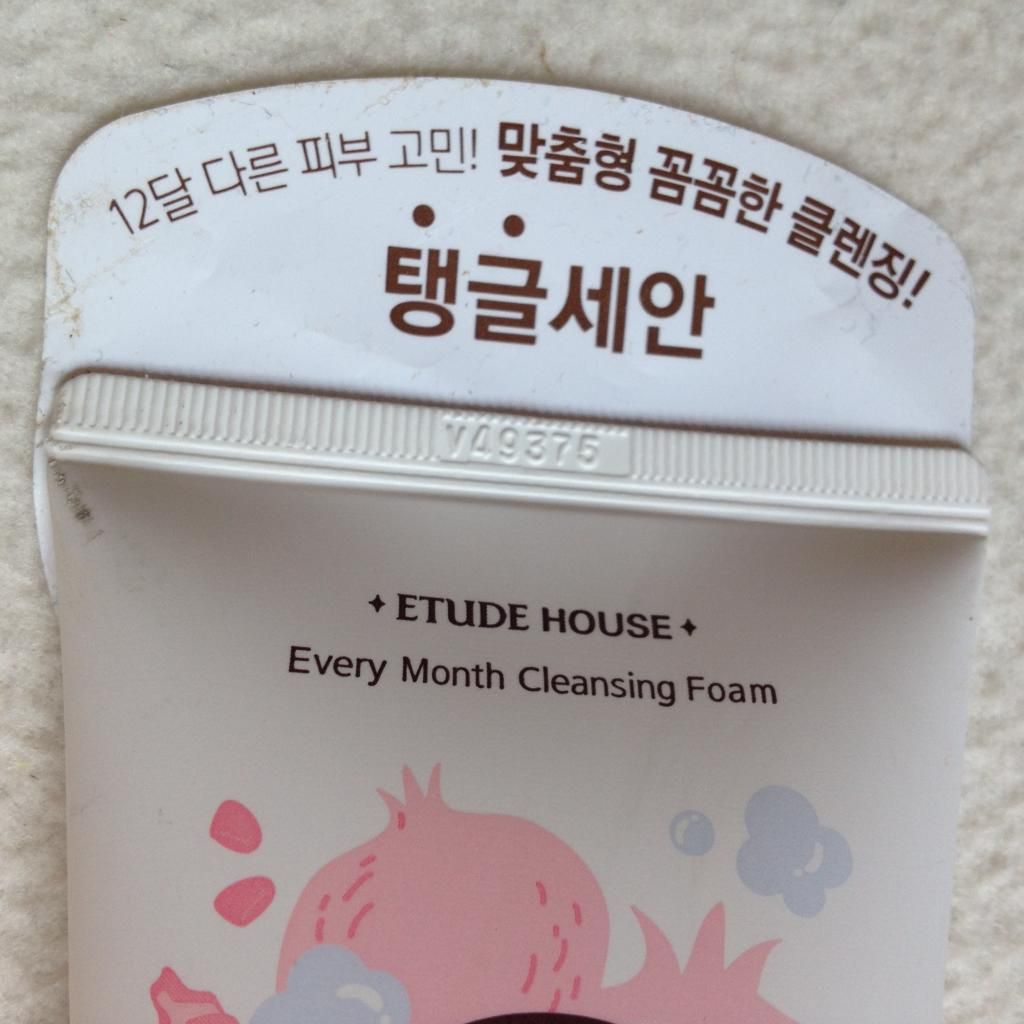 12달 다른 피부 고민! 맞춤형 꼼꼼한 클렌징!
탱글세안
V49375
ETUDE HOUSE
Every Month Cleansing Foam